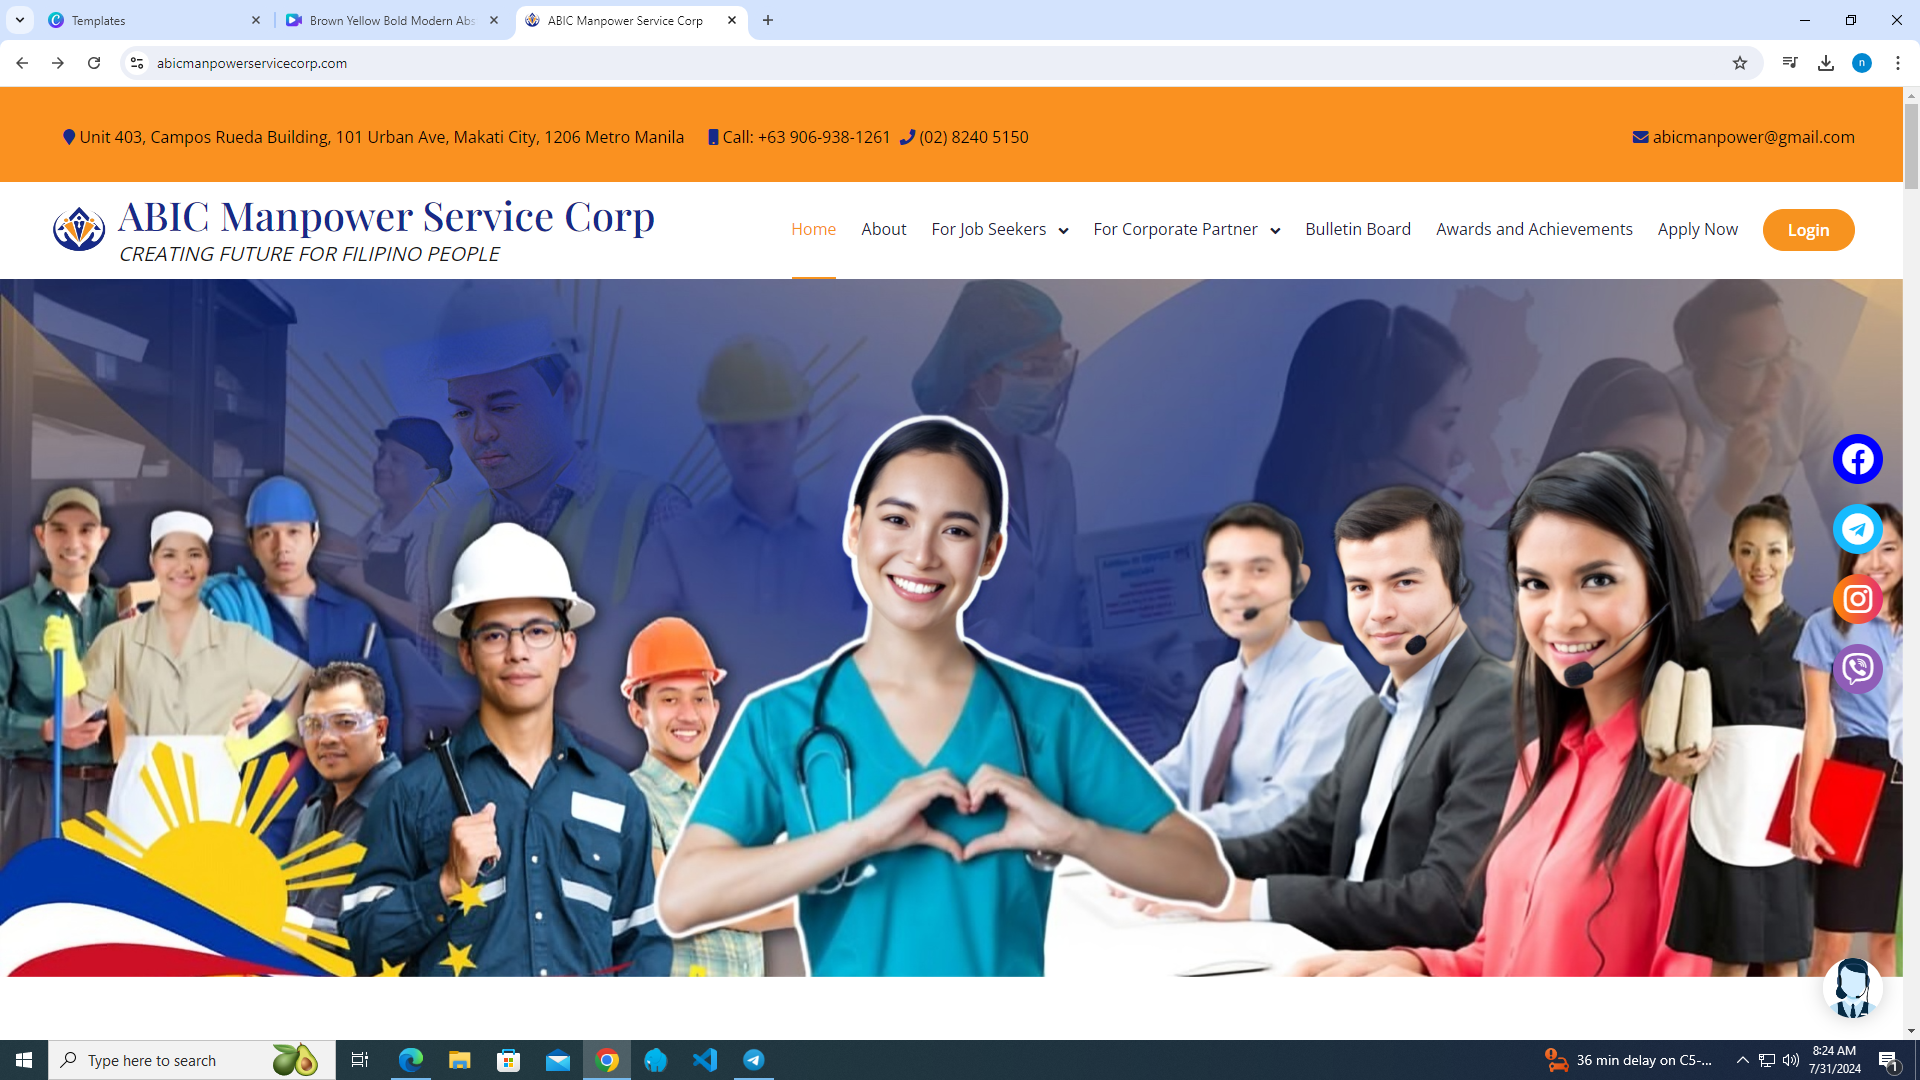 Templates
Brown Yellow Bold Modern Abs
ABIC Manpower Service Corp
abicmanpowerservicecorp.com
n
Unit 403, Campos Rueda Building, 101 Urban Ave, Makati City, 1206 Metro Manila
Call: +63 906-938-1261
(02) 8240 5150
abicmanpower@gmail.com
ABIC Manpower Service Corp
CREATING FUTURE FOR FILIPINO PEOPLE
Home
About
For Job Seekers
For Corporate Partner
Bulletin Board
Awards and Achievements
Apply Now
Login
Type here to search
36 min delay on C5-...
8:24 AM
7/31/2024
1